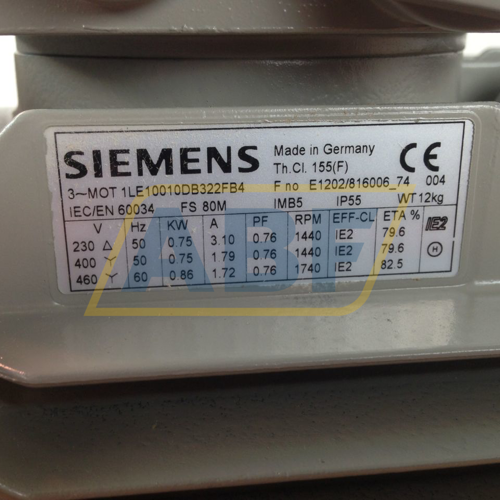 SIEMENS Made in Germany CE
Th.Cl. 155(F)
3~MOT 1LE10010DB322FB4 F no E1202/816006_74 004
IEC/EN 60034 FS 80M IMB5 IP55 WT 12kg
V Hz KW A PF RPM EFF-CL ETA % IE2
230 Δ 50 0.75 3.10 0.76 1440 IE2 79.6
400 Y 50 0.75 1.79 0.76 1440 IE2 79.6 H
460 Y 60 0.86 1.72 0.76 1740 IE2 82.5
ABF